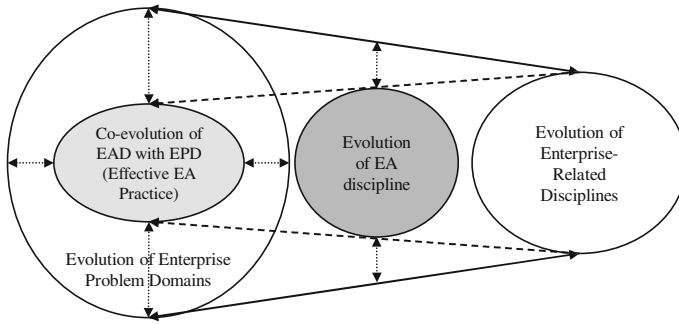 Co-evolution of
EAD with EPD
(Effective EA
Practice)
Evolution of Enterprise
Problem Domains
Evolution
of EA
discipline
Evolution of
Enterprise-
Related
Disciplines